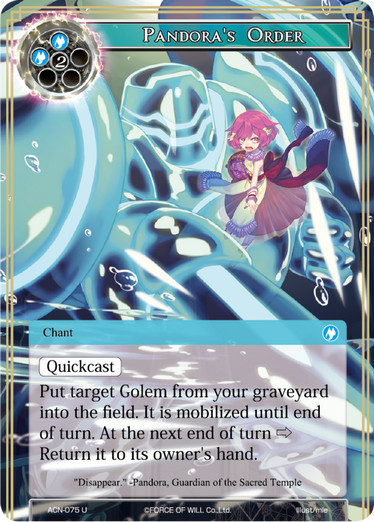 Pandora's Order
2
Chant
Quickcast
Put target Golem from your graveyard
into the field. It is mobilized until end
of turn. At the next end of turn ⇨
Return it to its owner's hand.
"Disappear." -Pandora, Guardian of the Sacred Temple
ACN-075 U ©FORCE OF WILL Co.,Ltd. Illust/mie